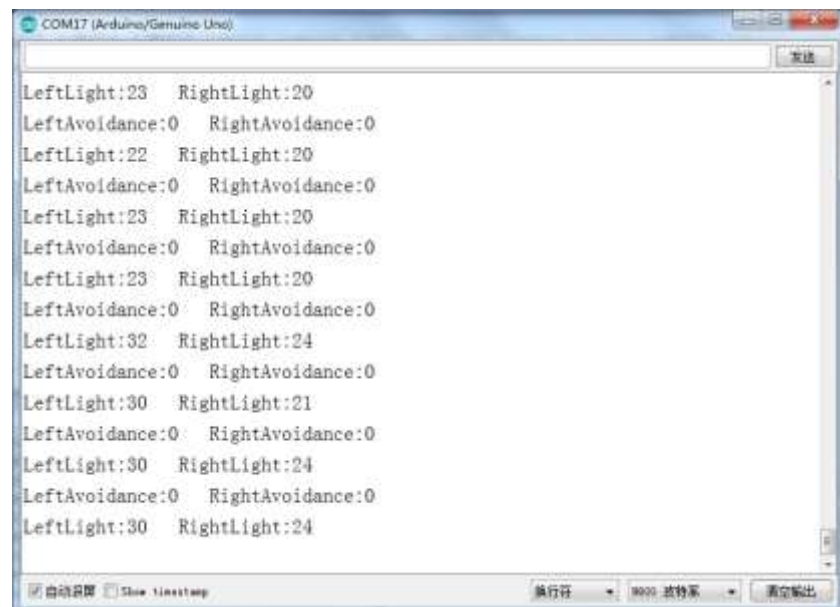 COM17 (Arduino/Genuino Uno)
发送
LeftLight:23 RightLight:20
LeftAvoidance:0 RightAvoidance:0
LeftLight:22 RightLight:20
LeftAvoidance:0 RightAvoidance:0
LeftLight:23 RightLight:20
LeftAvoidance:0 RightAvoidance:0
LeftLight:23 RightLight:20
LeftAvoidance:0 RightAvoidance:0
LeftLight:32 RightLight:24
LeftAvoidance:0 RightAvoidance:0
LeftLight:30 RightLight:21
LeftAvoidance:0 RightAvoidance:0
LeftLight:30 RightLight:24
LeftAvoidance:0 RightAvoidance:0
LeftLight:30 RightLight:24
自动滚屏 Show timestamp 换行符 9600 波特率 清空输出